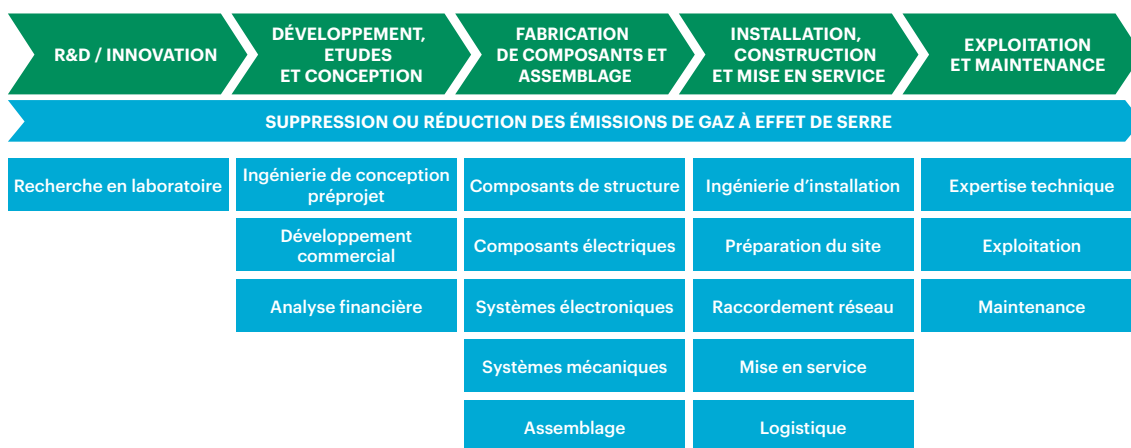 R&D / INNOVATION
DÉVELOPPEMENT,
ETUDES
ET CONCEPTION
FABRICATION
DE COMPOSANTS ET
ASSEMBLAGE
INSTALLATION,
CONSTRUCTION
ET MISE EN SERVICE
EXPLOITATION
ET MAINTENANCE
SUPPRESSION OU RÉDUCTION DES ÉMISSIONS DE GAZ À EFFET DE SERRE
Recherche en laboratoire
Ingénierie de conception
préprojet
Composants de structure
Ingénierie d’installation
Expertise technique
Développement
commercial
Composants électriques
Préparation du site
Exploitation
Analyse financière
Systèmes électroniques
Raccordement réseau
Maintenance
Systèmes mécaniques
Mise en service
Assemblage
Logistique